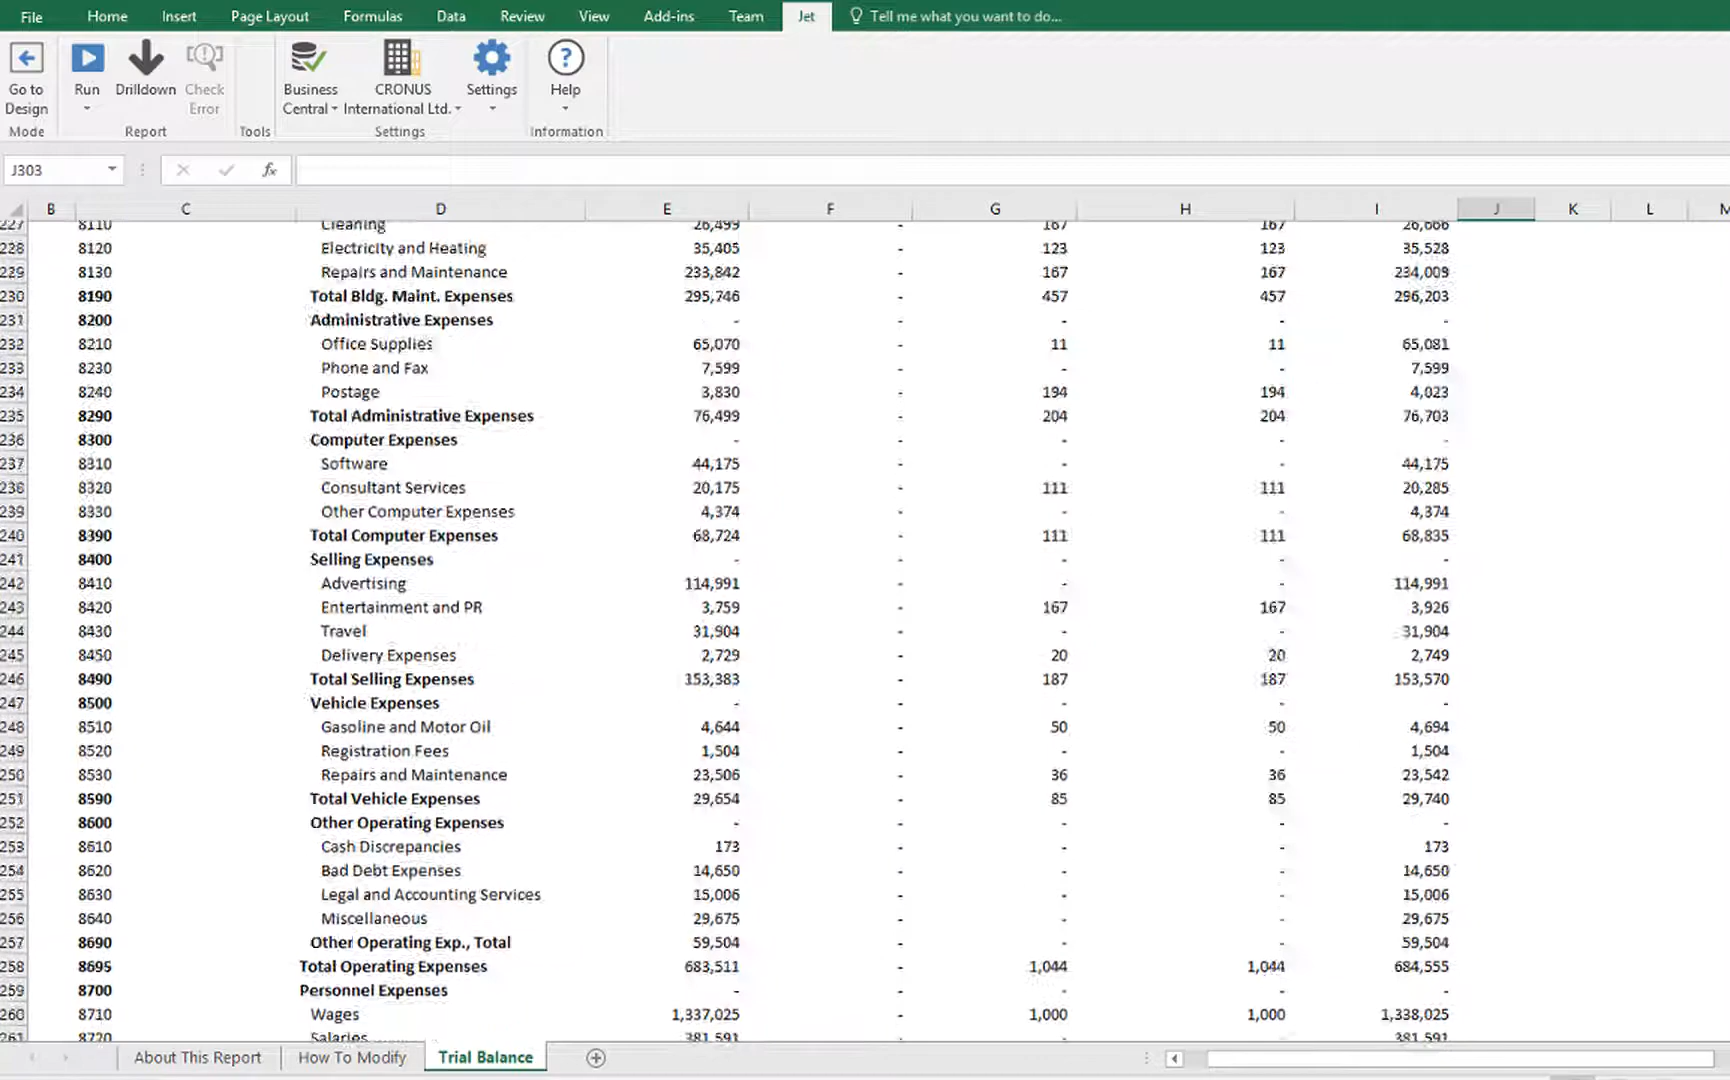 File Home Insert Page Layout Formulas Data Review View Add-ins Team Jet Tell me what you want to do...
Go to Design Run Drilldown Check Error Business Central CRONUS International Ltd. Settings Help
Mode Report Tools Settings Information
J303 fx
B C D E F G H I J K L M
227 8110 Cleaning 26,499 - 167 167 26,666
228 8120 Electricity and Heating 35,405 - 123 123 35,528
229 8130 Repairs and Maintenance 233,842 - 167 167 234,009
230 8190 Total Bldg. Maint. Expenses 295,746 - 457 457 296,203
231 8200 Administrative Expenses - - - - -
232 8210 Office Supplies 65,070 - 11 11 65,081
233 8230 Phone and Fax 7,599 - - - 7,599
234 8240 Postage 3,830 - 194 194 4,023
235 8290 Total Administrative Expenses 76,499 - 204 204 76,703
236 8300 Computer Expenses - - - - -
237 8310 Software 44,175 - - - 44,175
238 8320 Consultant Services 20,175 - 111 111 20,285
239 8330 Other Computer Expenses 4,374 - - - 4,374
240 8390 Total Computer Expenses 68,724 - 111 111 68,835
241 8400 Selling Expenses - - - - -
242 8410 Advertising 114,991 - - - 114,991
243 8420 Entertainment and PR 3,759 - 167 167 3,926
244 8430 Travel 31,904 - - - 31,904
245 8450 Delivery Expenses 2,729 - 20 20 2,749
246 8490 Total Selling Expenses 153,383 - 187 187 153,570
247 8500 Vehicle Expenses - - - - -
248 8510 Gasoline and Motor Oil 4,644 - 50 50 4,694
249 8520 Registration Fees 1,504 - - - 1,504
250 8530 Repairs and Maintenance 23,506 - 36 36 23,542
251 8590 Total Vehicle Expenses 29,654 - 85 85 29,740
252 8600 Other Operating Expenses - - - - -
253 8610 Cash Discrepancies 173 - - - 173
254 8620 Bad Debt Expenses 14,650 - - - 14,650
255 8630 Legal and Accounting Services 15,006 - - - 15,006
256 8640 Miscellaneous 29,675 - - - 29,675
257 8690 Other Operating Exp., Total 59,504 - - - 59,504
258 8695 Total Operating Expenses 683,511 - 1,044 1,044 684,555
259 8700 Personnel Expenses - - - - -
260 8710 Wages 1,337,025 - 1,000 1,000 1,338,025
261 8720 Salaries 381,591 381,591
About This Report How To Modify Trial Balance